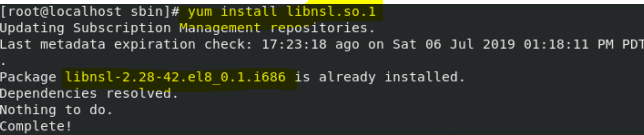 [root@localhost sbin]# yum install libnsl.so.1
Updating Subscription Management repositories.
Last metadata expiration check: 17:23:18 ago on Sat 06 Jul 2019 01:18:11 PM PDT
.
Package libnsl-2.28-42.el8_0.1.i686 is already installed.
Dependencies resolved.
Nothing to do.
Complete!